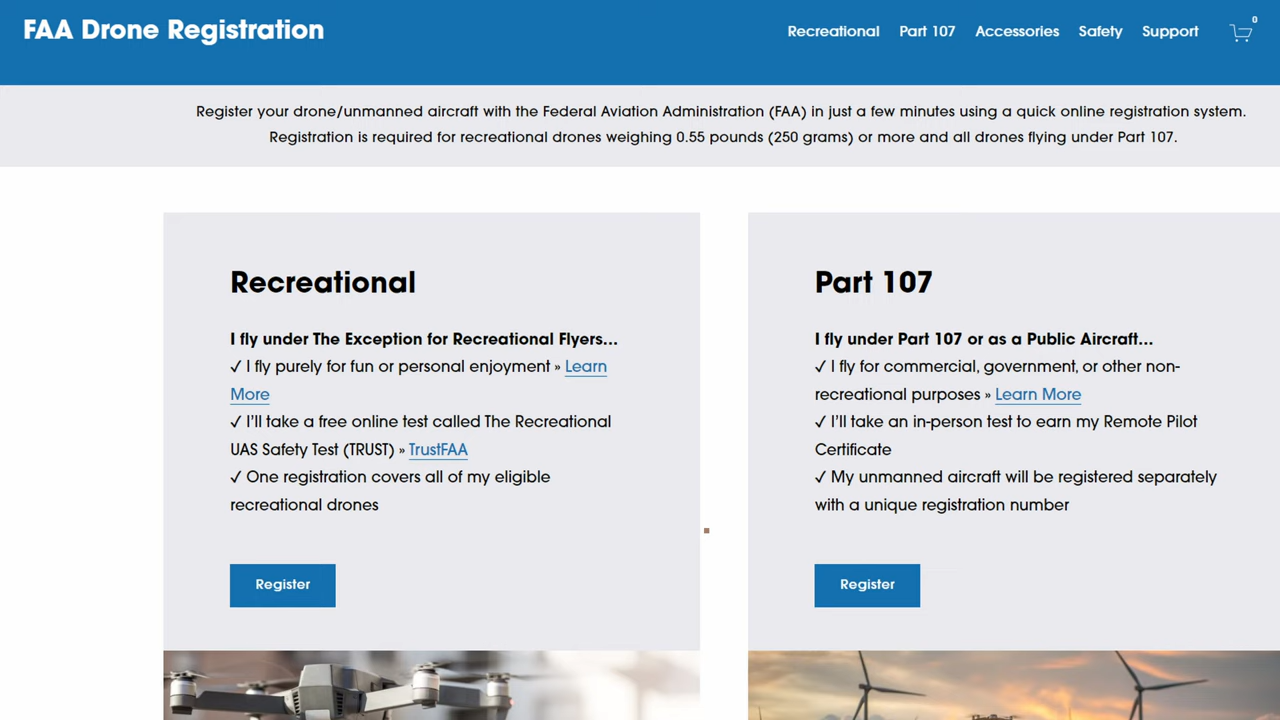 FAA Drone Registration
Recreational Part 107 Accessories Safety Support 0
Register your drone/unmanned aircraft with the Federal Aviation Administration (FAA) in just a few minutes using a quick online registration system.
Registration is required for recreational drones weighing 0.55 pounds (250 grams) or more and all drones flying under Part 107.
Recreational
I fly under The Exception for Recreational Flyers...
✓ I fly purely for fun or personal enjoyment » Learn
More
✓ I'll take a free online test called The Recreational
UAS Safety Test (TRUST) » TrustFAA
✓ One registration covers all of my eligible
recreational drones
Register
Part 107
I fly under Part 107 or as a Public Aircraft...
✓ I fly for commercial, government, or other non-
recreational purposes » Learn More
✓ I'll take an in-person test to earn my Remote Pilot
Certificate
✓ My unmanned aircraft will be registered separately
with a unique registration number
Register